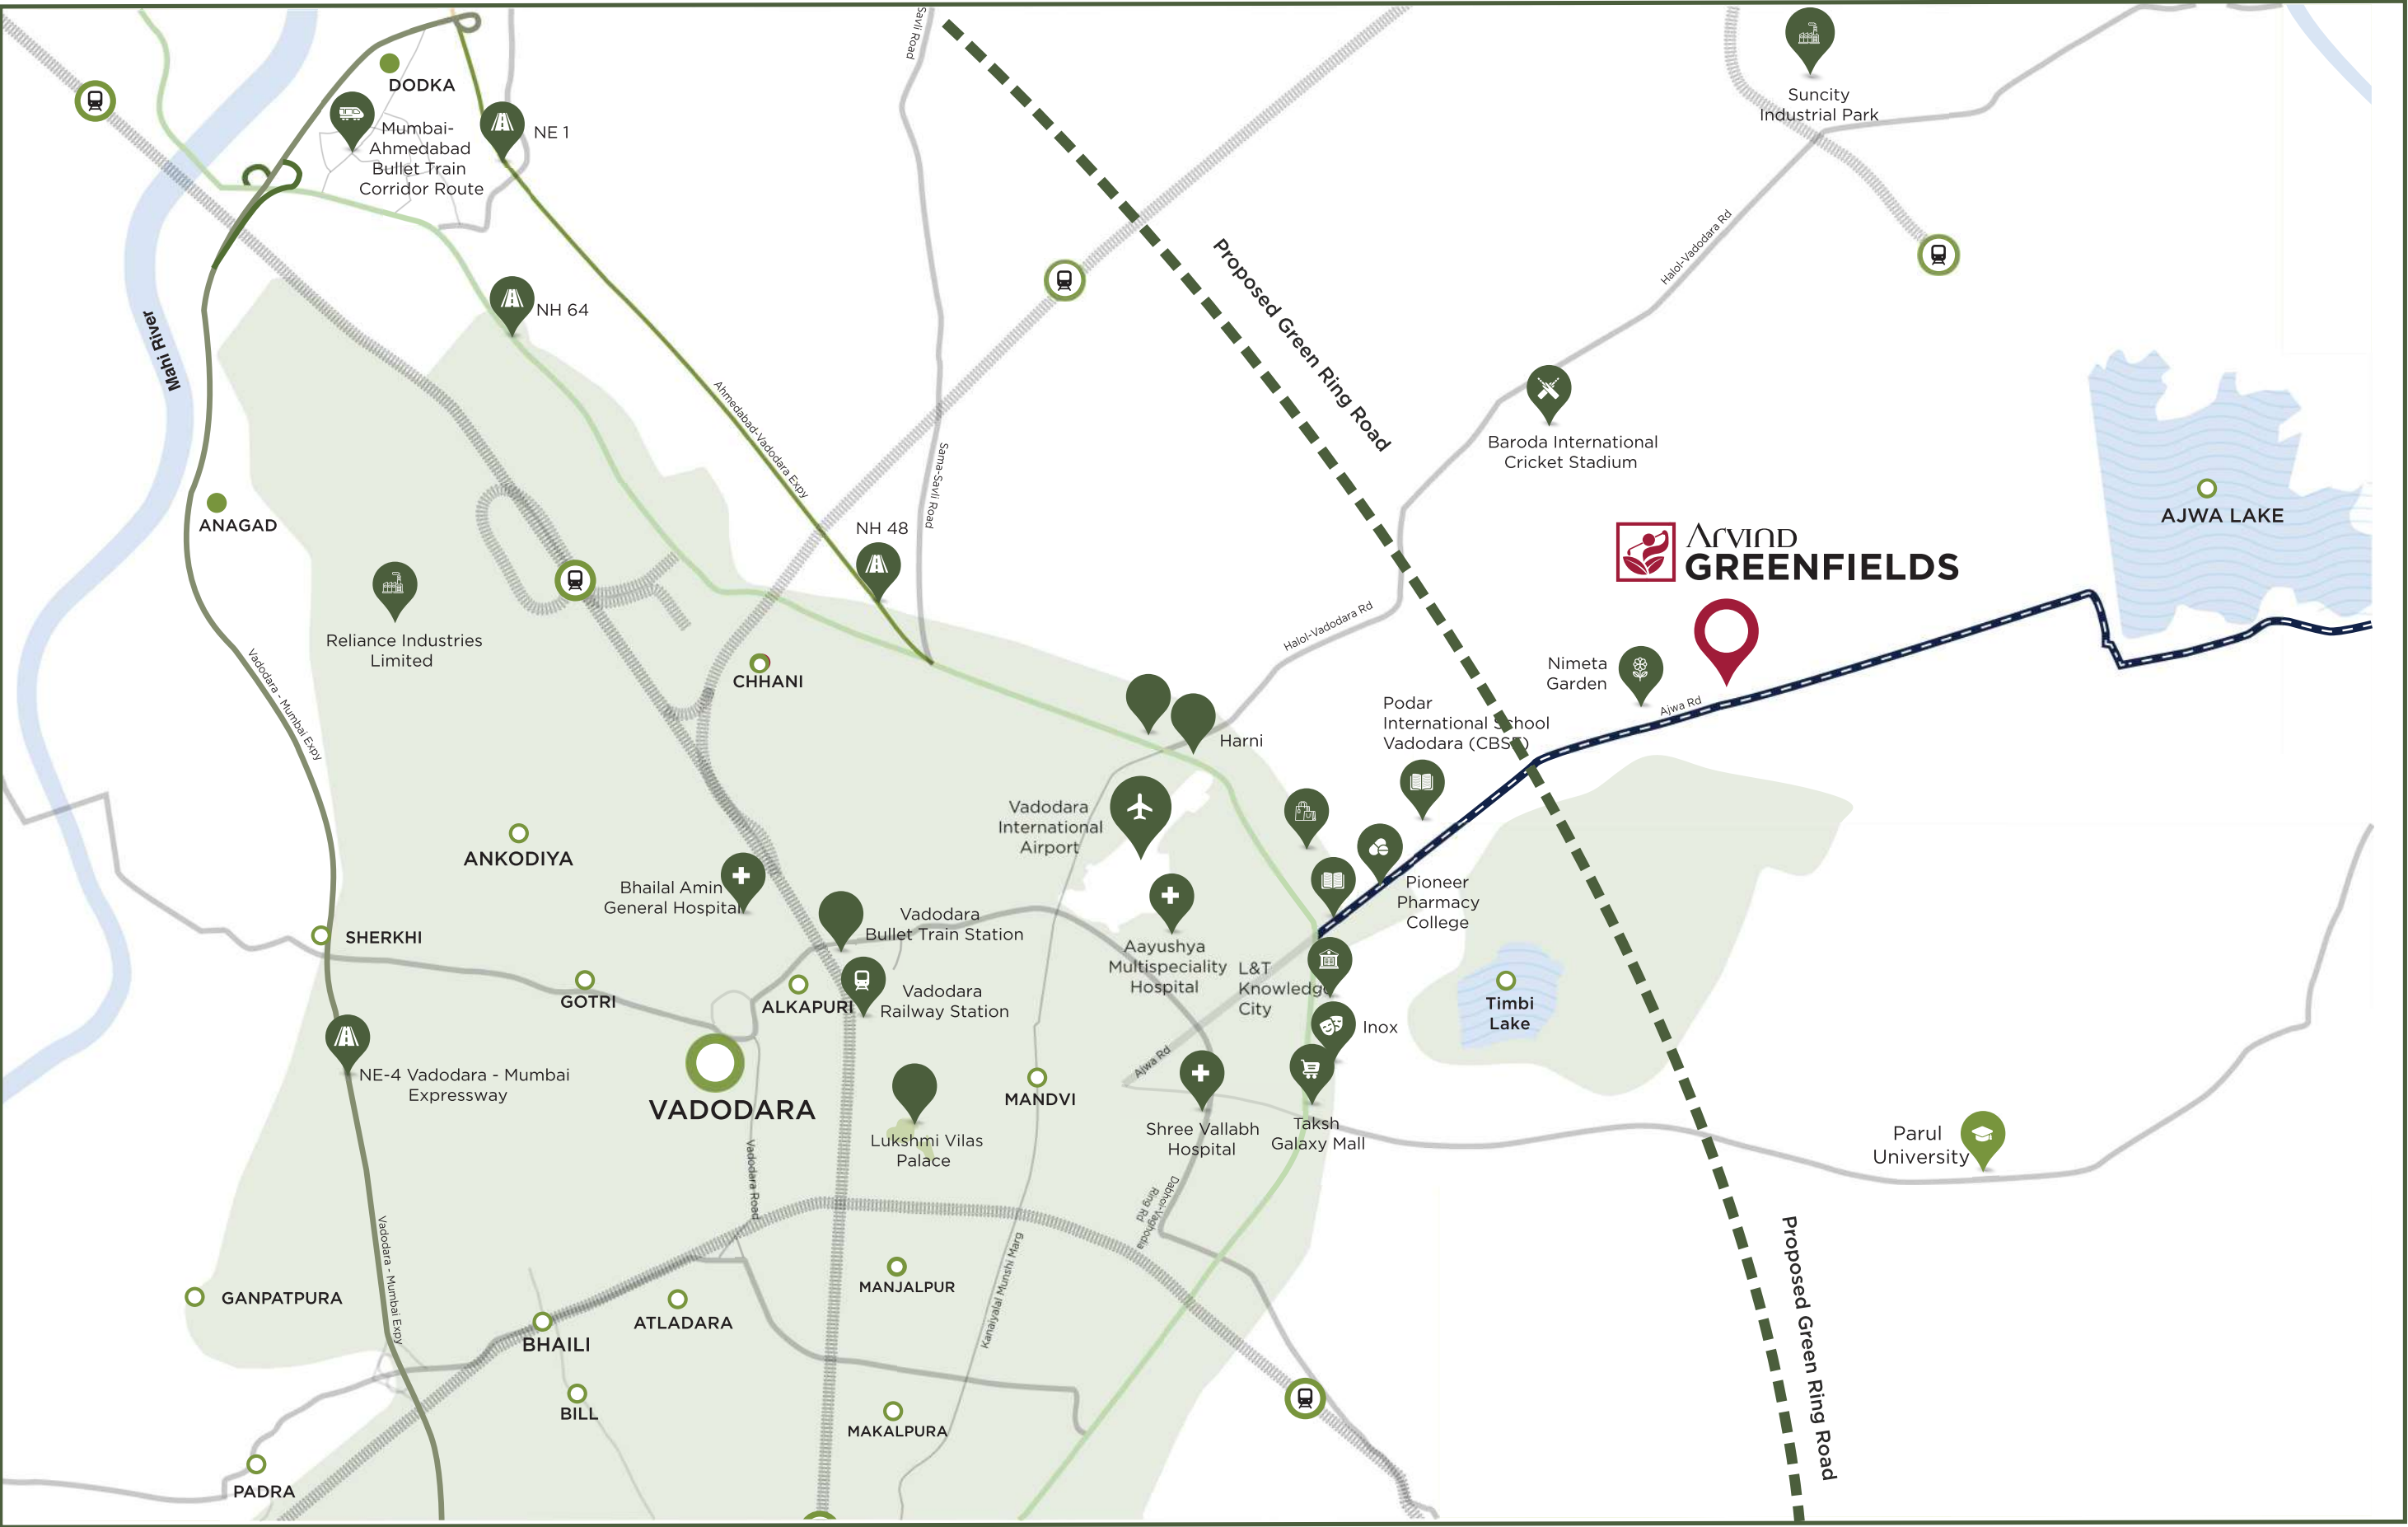 Savli Road
Suncity
Industrial Park
DODKA
Mumbai-
Ahmedabad
Bullet Train
Corridor Route
NE 1
Halol-Vadodara Rd
Proposed Green Ring Road
NH 64
Mahi River
Ahmedabad-Vadodara Expy
Sama-Savli Road
Baroda International
Cricket Stadium
AJWA LAKE
ANAGAD
NH 48
ARVIND
GREENFIELDS
Reliance Industries
Limited
Halol-Vadodara Rd
Vadodara - Mumbai Expy
CHHANI
Nimeta
Garden
Ajwa Rd
Podar
International School
Vadodara (CBSE)
Harni
Vadodara
International
Airport
ANKODIYA
Bhailal Amin
General Hospital
Pioneer
Pharmacy
College
Vadodara
Bullet Train Station
SHERKHI
Aayushya
Multispeciality
Hospital
L&T
Knowledge
City
GOTRI
ALKAPURI
Vadodara
Railway Station
Timbi
Lake
Inox
Ajwa Rd
NE-4 Vadodara - Mumbai
Expressway
VADODARA
MANDVI
Lukshmi Vilas
Palace
Shree Vallabh
Hospital
Taksh
Galaxy Mall
Parul
University
Vadodara Road
Dabhoi-Vaghodia
Ring Rd
Vadodara - Mumbai Expy
Kanaiyalal Munshi Marg
Proposed Green Ring Road
MANJALPUR
GANPATPURA
ATLADARA
BHAILI
BILL
MAKALPURA
PADRA